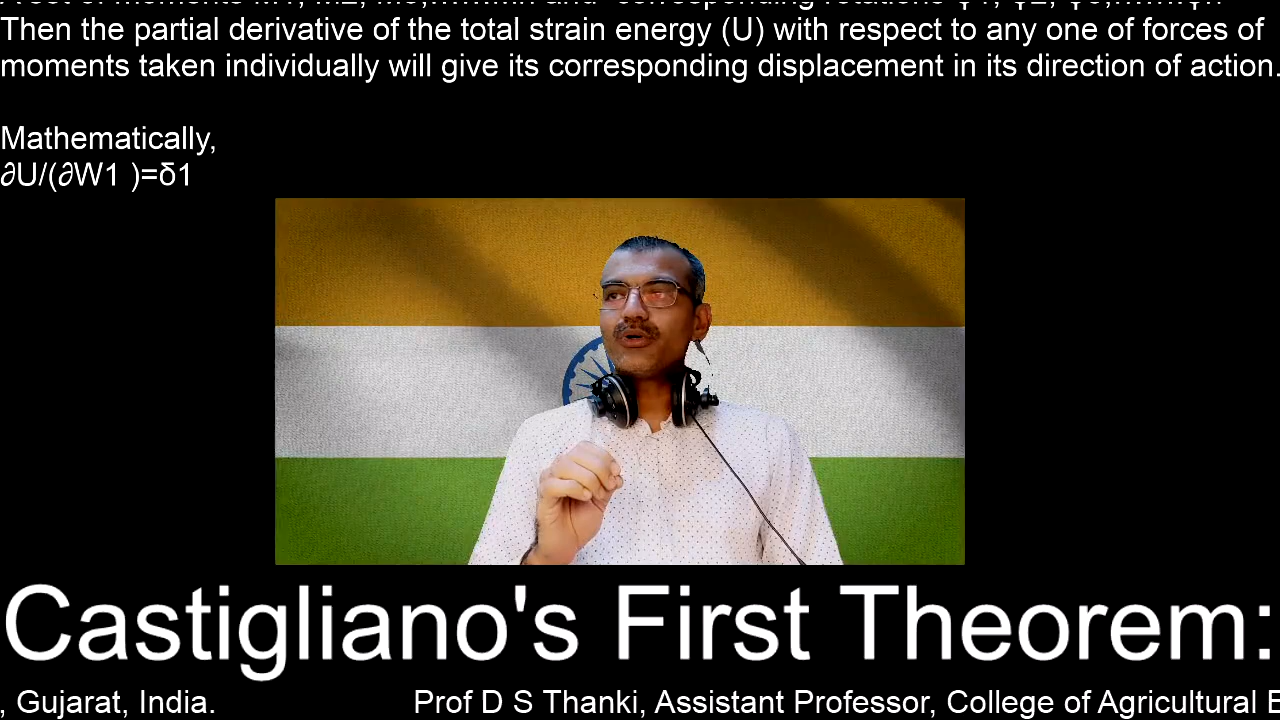 Then the partial derivative of the total strain energy (U) with respect to any one of forces of
moments taken individually will give its corresponding displacement in its direction of action.
Mathematically,
∂U/(∂W1 )=δ1
Castigliano's First Theorem:
, Gujarat, India. Prof D S Thanki, Assistant Professor, College of Agricultural E